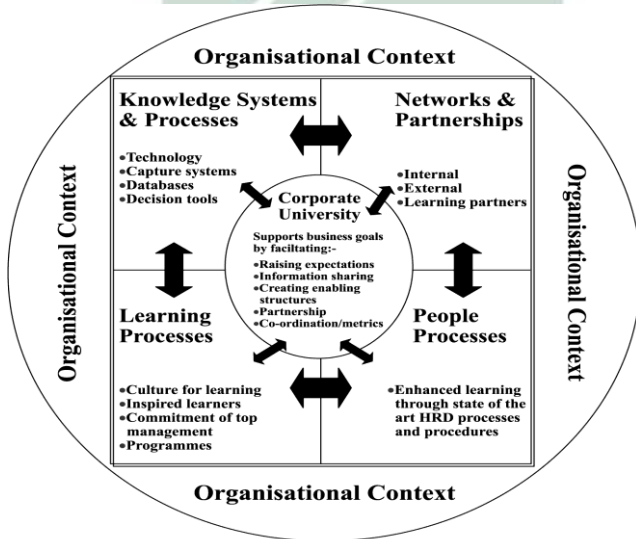 Organisational Context
Knowledge Systems
& Processes
•Technology
•Capture systems
•Databases
•Decision tools
Networks &
Partnerships
•Internal
•External
•Learning partners
Organisational Context
Organisational Context
Corporate
University
Supports business goals
by faciltating:-
•Raising expectations
•Information sharing
•Creating enabling
structures
•Partnership
•Co-ordination/metrics
Learning
Processes
•Culture for learning
•Inspired learners
•Commitment of top
management
•Programmes
People
Processes
•Enhanced learning
through state of the
art HRD processes
and procedures
Organisational Context